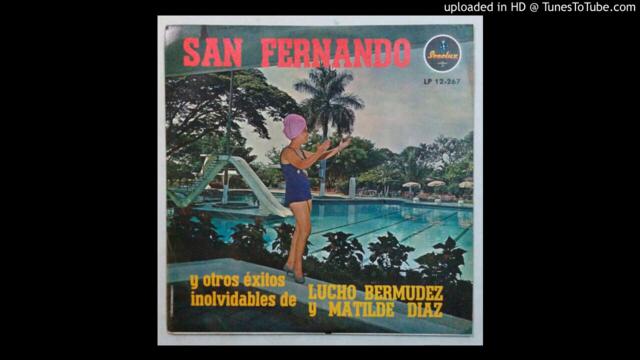 uploaded in HD @ TunesToTube.com
SAN FERNANDO
Sonolux
LP 12-267
y otros éxitos
inolvidables de
LUCHO BERMUDEZ
y MATILDE DIAZ